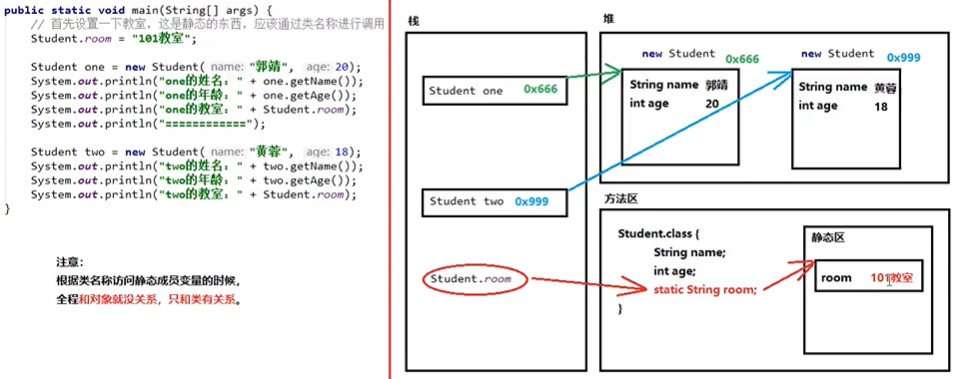 public static void main(String[] args) {
// 首先设置一下教室，这是静态的东西，应该通过类名称进行调用
Student.room = "101教室";
Student one = new Student( name: "郭靖", age: 20);
System.out.println("one的姓名：" + one.getName());
System.out.println("one的年龄：" + one.getAge());
System.out.println("one的教室：" + Student.room);
System.out.println("============");
Student two = new Student( name: "黄蓉", age: 18);
System.out.println("two的姓名：" + two.getName());
System.out.println("two的年龄：" + two.getAge());
System.out.println("two的教室：" + Student.room);
}
注意：
根据类名称访问静态成员变量的时候，
全程和对象就没关系，只和类有关系。
栈
Student one 0x666
Student two 0x999
Student.room
堆
new Student 0x666
String name 郭靖
int age 20
new Student 0x999
String name 黄蓉
int age 18
方法区
Student.class {
String name;
int age;
static String room;
}
静态区
room 101教室